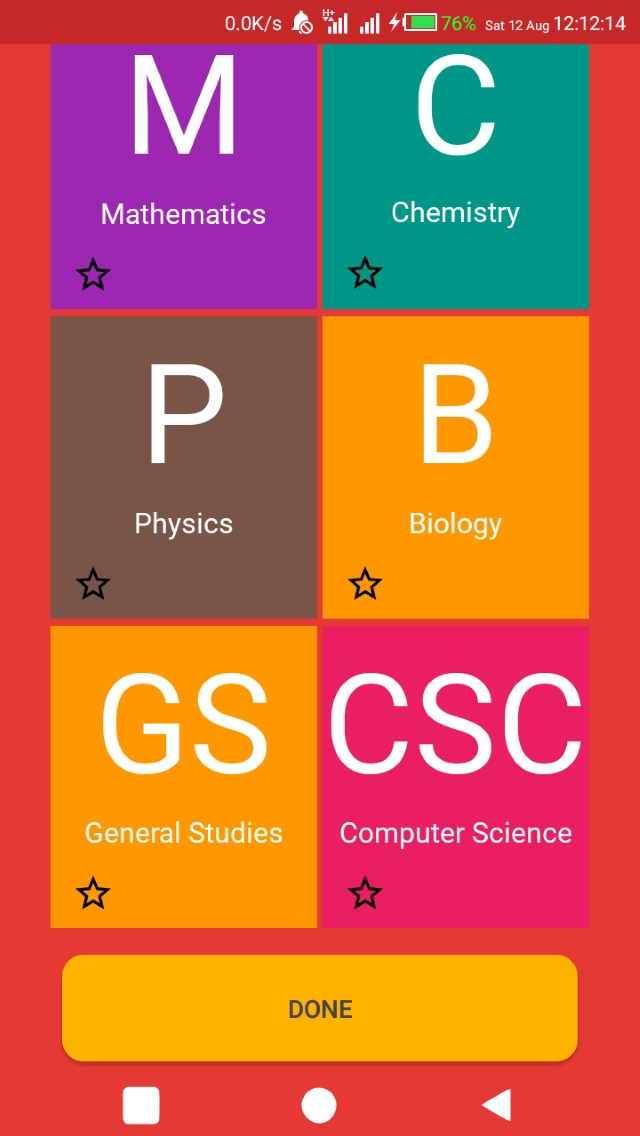 0.0K/s H+ 76% Sat 12 Aug 12:12:14
M C
Mathematics Chemistry
P B
Physics Biology
GS CSC
General Studies Computer Science
DONE